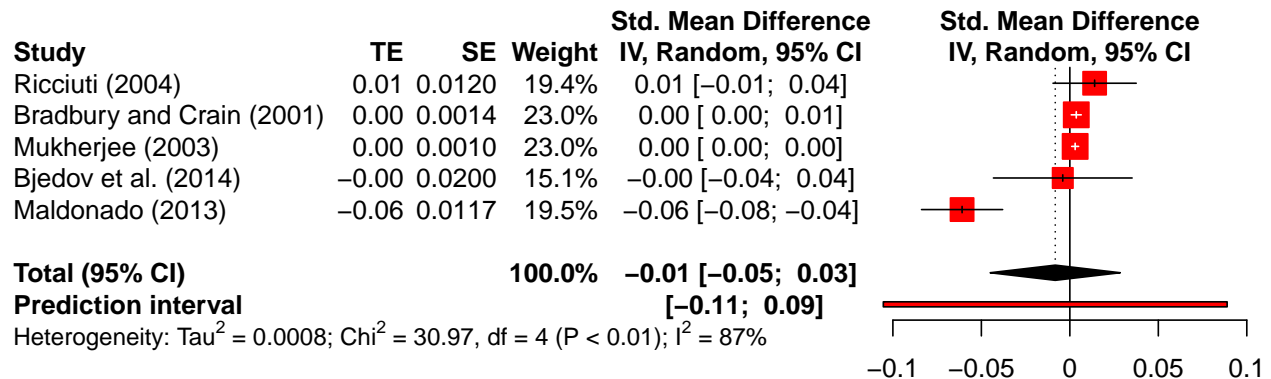 Std. Mean Difference Std. Mean Difference
Study TE SE Weight IV, Random, 95% CI IV, Random, 95% CI
Ricciuti (2004) 0.01 0.0120 19.4% 0.01 [−0.01; 0.04]
Bradbury and Crain (2001) 0.00 0.0014 23.0% 0.00 [ 0.00; 0.01]
Mukherjee (2003) 0.00 0.0010 23.0% 0.00 [ 0.00; 0.00]
Bjedov et al. (2014) −0.00 0.0200 15.1% −0.00 [−0.04; 0.04]
Maldonado (2013) −0.06 0.0117 19.5% −0.06 [−0.08; −0.04]
Total (95% CI) 100.0% −0.01 [−0.05; 0.03]
Prediction interval [−0.11; 0.09]
Heterogeneity: Tau² = 0.0008; Chi² = 30.97, df = 4 (P < 0.01); I² = 87%
−0.1 −0.05 0 0.05 0.1